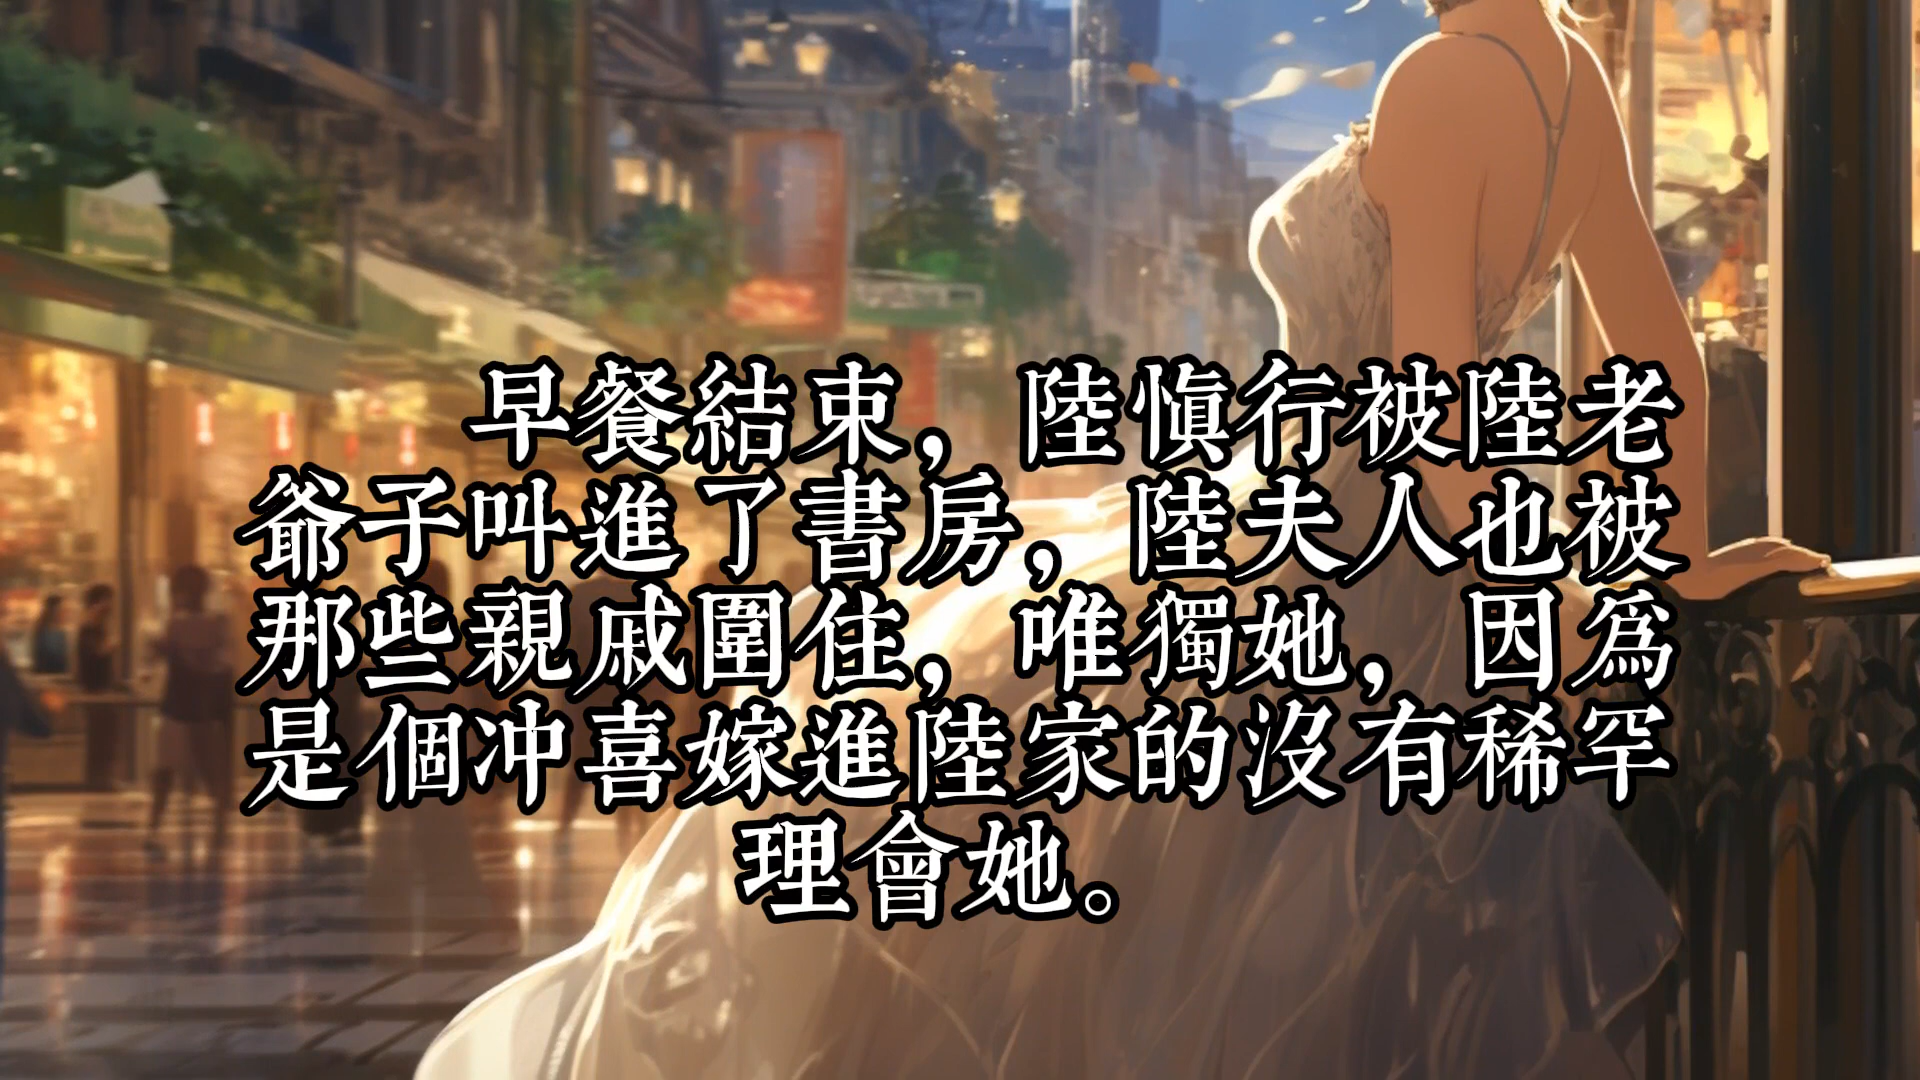 早餐結束，陸慎行被陸老
爺子叫進了書房，陸夫人也被
那些親戚圍住，唯獨她，因爲
是個冲喜嫁進陸家的沒有稀罕
理會她。